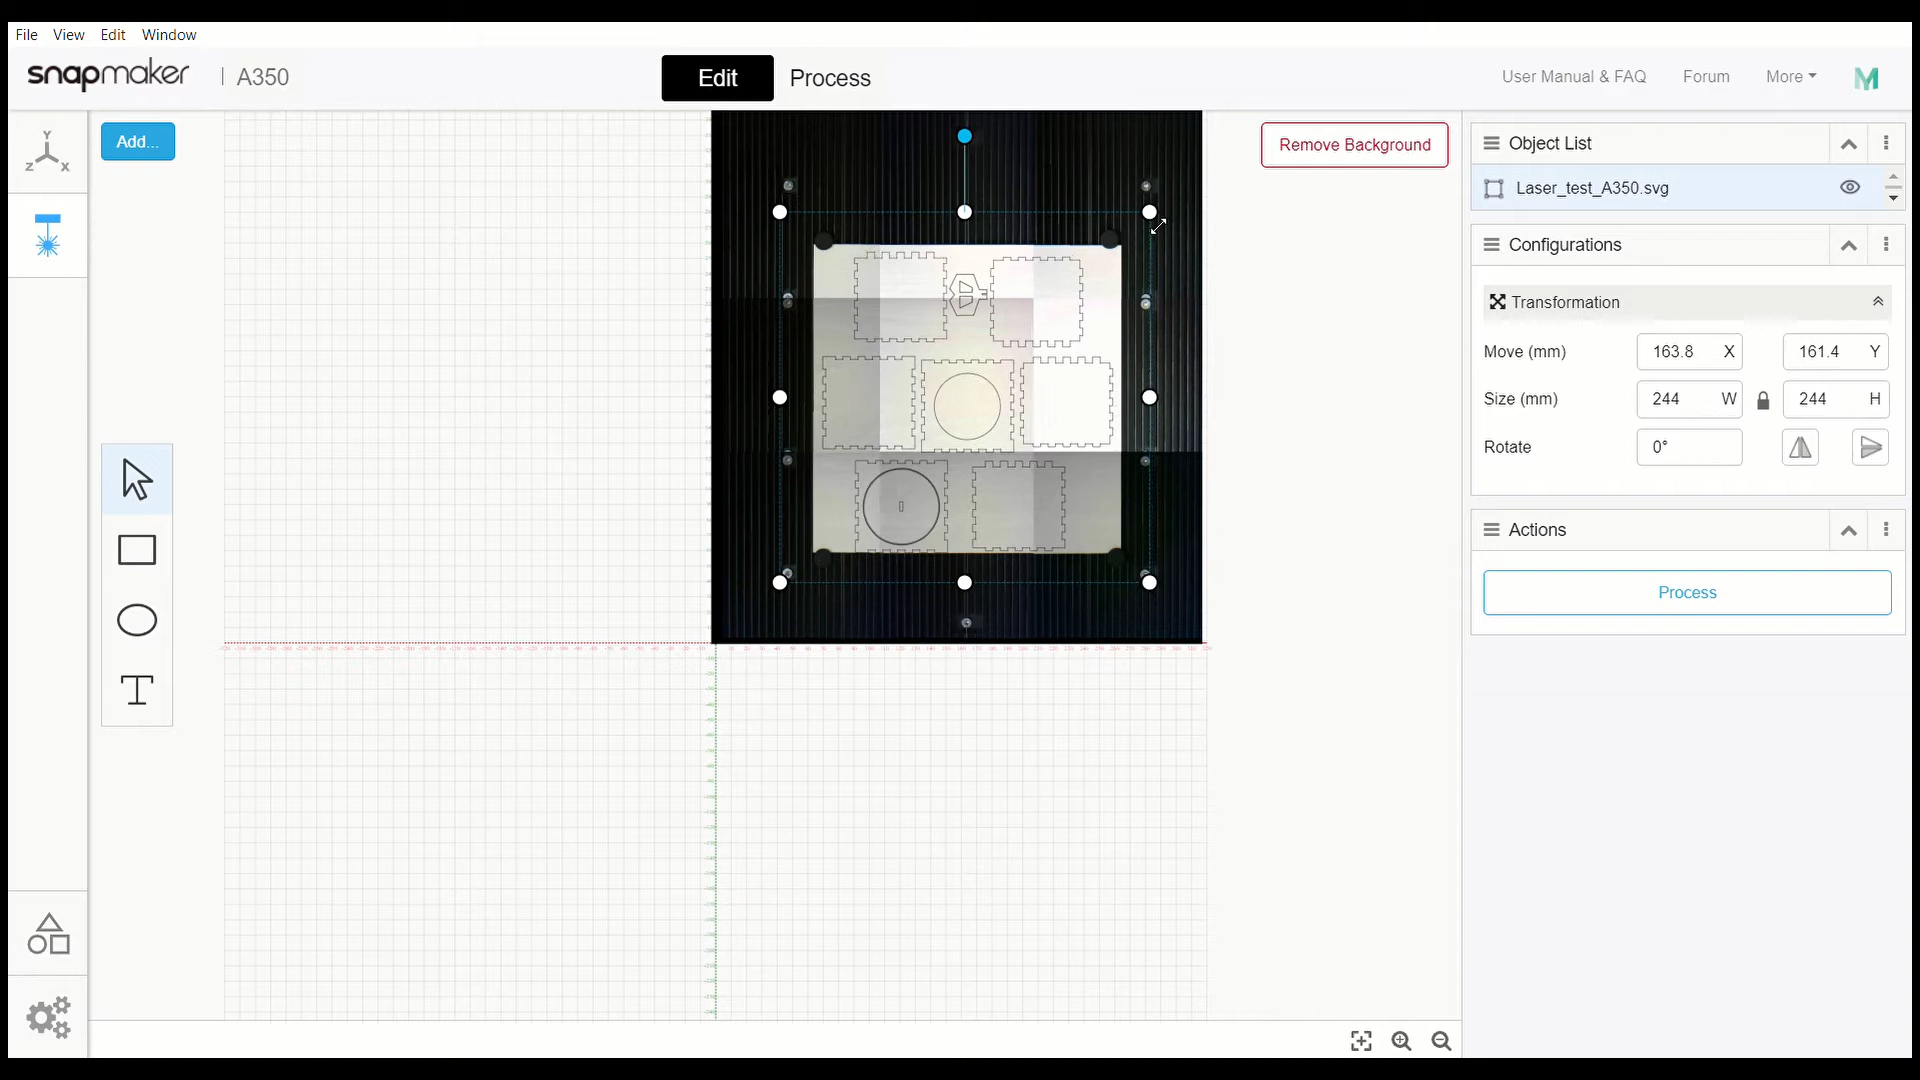 File View Edit Window
snapmaker | A350
Edit
Process
User Manual & FAQ
Forum
More
Y
Z
X
Add...
Remove Background
Object List
Laser_test_A350.svg
Configurations
Transformation
Move (mm) 163.8 X 161.4 Y
Size (mm) 244 W 244 H
Rotate 0°
Actions
Process
T